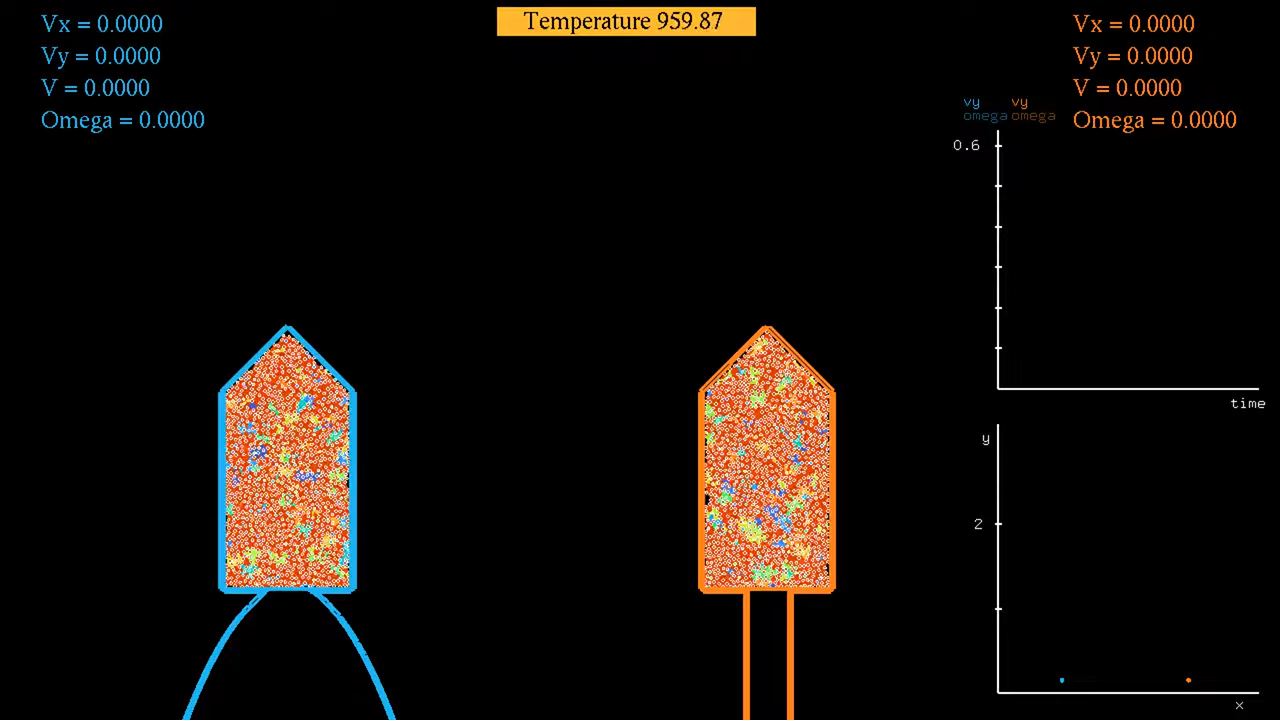 Vx = 0.0000
Vy = 0.0000
V = 0.0000
Omega = 0.0000
Temperature 959.87
Vx = 0.0000
Vy = 0.0000
V = 0.0000
Omega = 0.0000
vy vy
omega omega
0.6
time
y
2
x